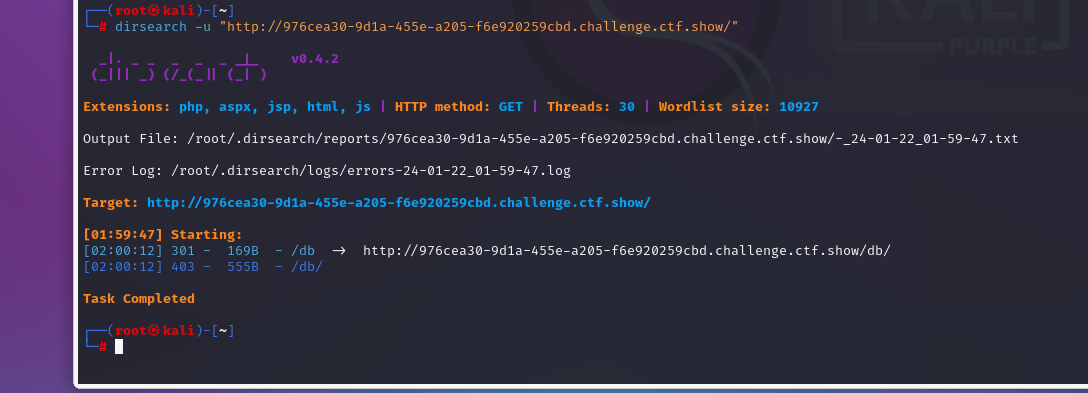 ┌──(root㉿kali)-[~]
└─# dirsearch -u "http://976cea30-9d1a-455e-a205-f6e920259cbd.challenge.ctf.show/"
_|. _ _  _  _  _ _|_    v0.4.2
(_||| _) (/_(_|| (_| )
Extensions: php, aspx, jsp, html, js | HTTP method: GET | Threads: 30 | Wordlist size: 10927
Output File: /root/.dirsearch/reports/976cea30-9d1a-455e-a205-f6e920259cbd.challenge.ctf.show/-_24-01-22_01-59-47.txt
Error Log: /root/.dirsearch/logs/errors-24-01-22_01-59-47.log
Target: http://976cea30-9d1a-455e-a205-f6e920259cbd.challenge.ctf.show/
[01:59:47] Starting:
[02:00:12] 301 -  169B  - /db  ->  http://976cea30-9d1a-455e-a205-f6e920259cbd.challenge.ctf.show/db/
[02:00:12] 403 -  555B  - /db/
Task Completed
┌──(root㉿kali)-[~]
└─#
KALI
PURPLE